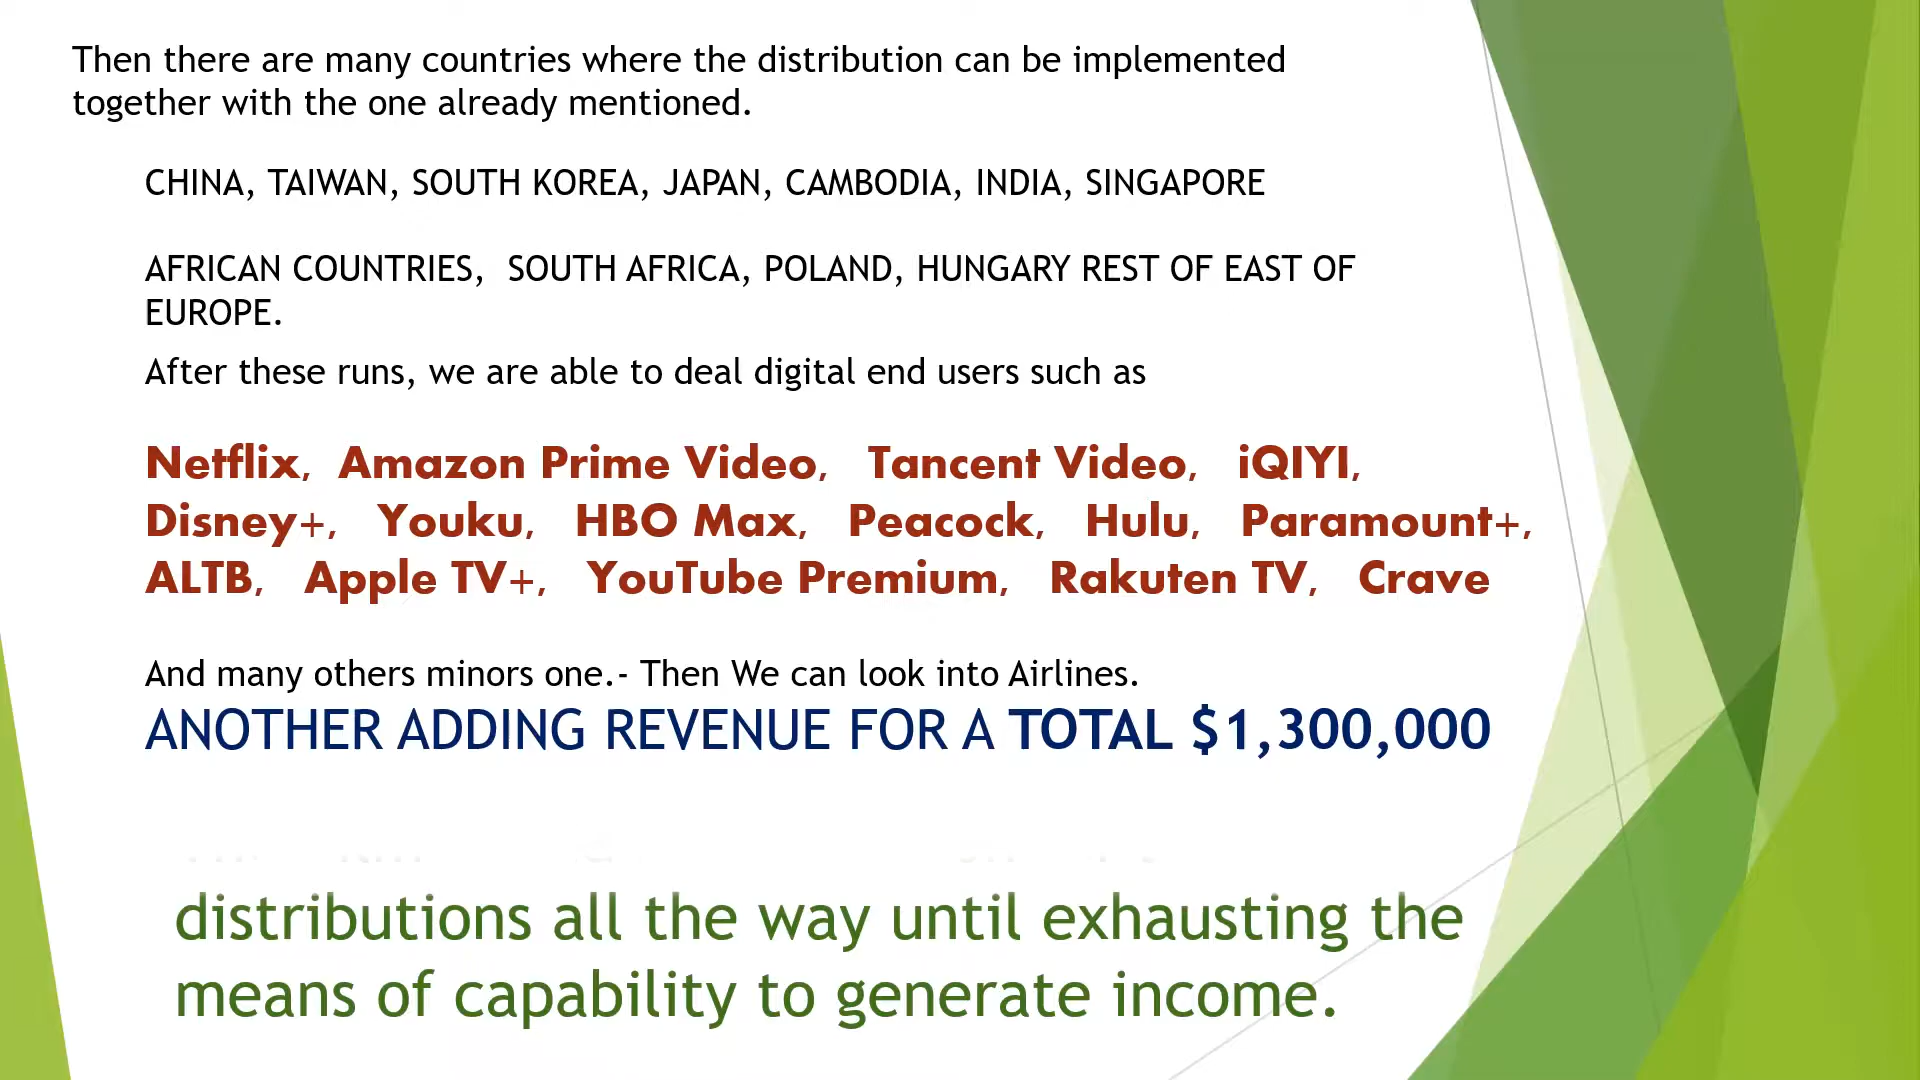 Then there are many countries where the distribution can be implemented
together with the one already mentioned.
CHINA, TAIWAN, SOUTH KOREA, JAPAN, CAMBODIA, INDIA, SINGAPORE
AFRICAN COUNTRIES,  SOUTH AFRICA, POLAND, HUNGARY REST OF EAST OF
EUROPE.
After these runs, we are able to deal digital end users such as
Netflix,  Amazon Prime Video,   Tancent Video,   iQIYI,
Disney+,   Youku,   HBO Max,   Peacock,   Hulu,   Paramount+,
ALTB,   Apple TV+,   YouTube Premium,   Rakuten TV,   Crave
And many others minors one.- Then We can look into Airlines.
ANOTHER ADDING REVENUE FOR A TOTAL $1,300,000
distributions all the way until exhausting the
means of capability to generate income.